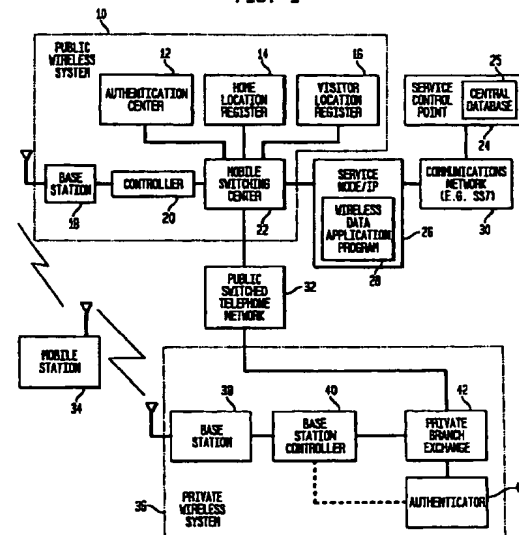 10
PUBLIC
WIRELESS
SYSTEM
12
AUTHENTICATION
CENTER
14
HOME
LOCATION
REGISTER
16
VISITOR
LOCATION
REGISTER
25
SERVICE
CONTROL
POINT
CENTRAL
DATABASE
24
BASE
STATION
18
CONTROLLER
20
MOBILE
SWITCHING
CENTER
22
SERVICE
NODE/IP
WIRELESS
DATA
APPLICATION
PROGRAM
28
26
COMMUNICATIONS
NETWORK
(E.G. SS7)
30
PUBLIC
SWITCHED
TELEPHONE
NETWORK
32
MOBILE
STATION
34
38
BASE
STATION
40
BASE
STATION
CONTROLLER
42
PRIVATE
BRANCH
EXCHANGE
AUTHENTICATOR
36
PRIVATE
WIRELESS
SYSTEM